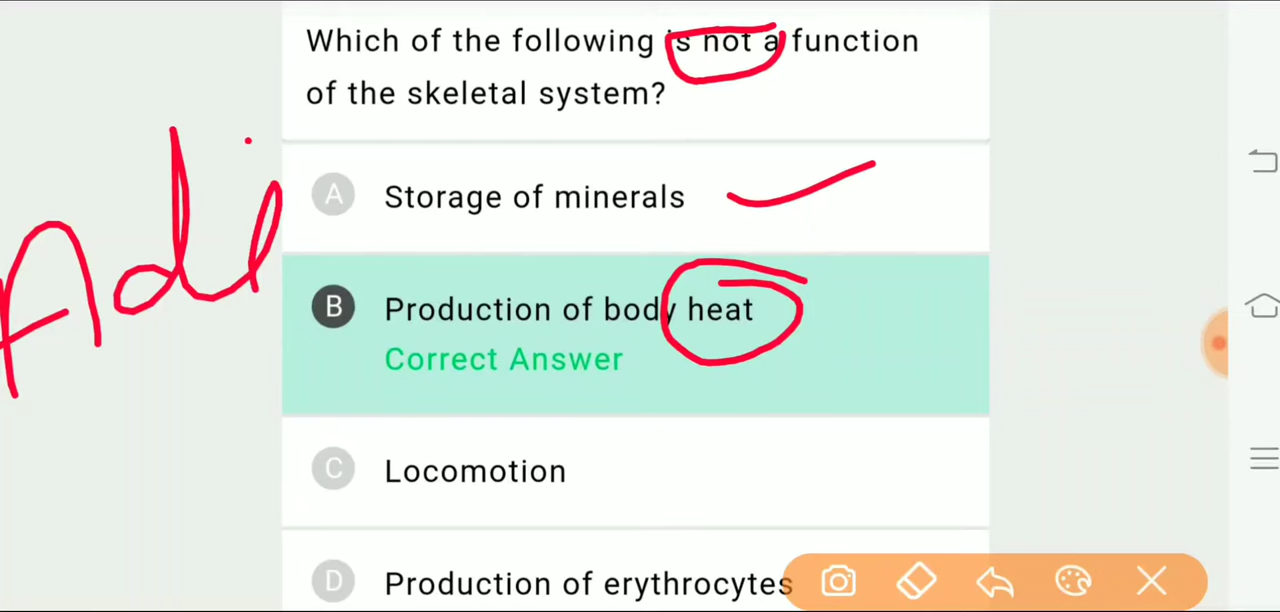 Which of the following is not a function
of the skeletal system?
A Storage of minerals
Adi
B Production of body heat
Correct Answer
C Locomotion
D Production of erythrocytes